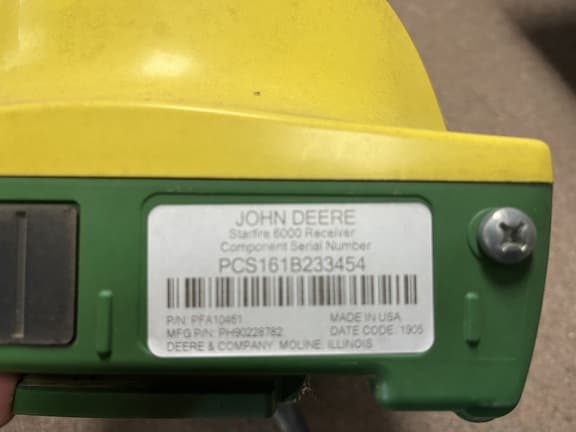 JOHN DEERE
Starfire 6000 Receiver
Component Serial Number
PCS161B233454
P/N: PFA10461 MADE IN USA
MFG P/N: PH90228782 DATE CODE: 1905
DEERE & COMPANY, MOLINE, ILLINOIS